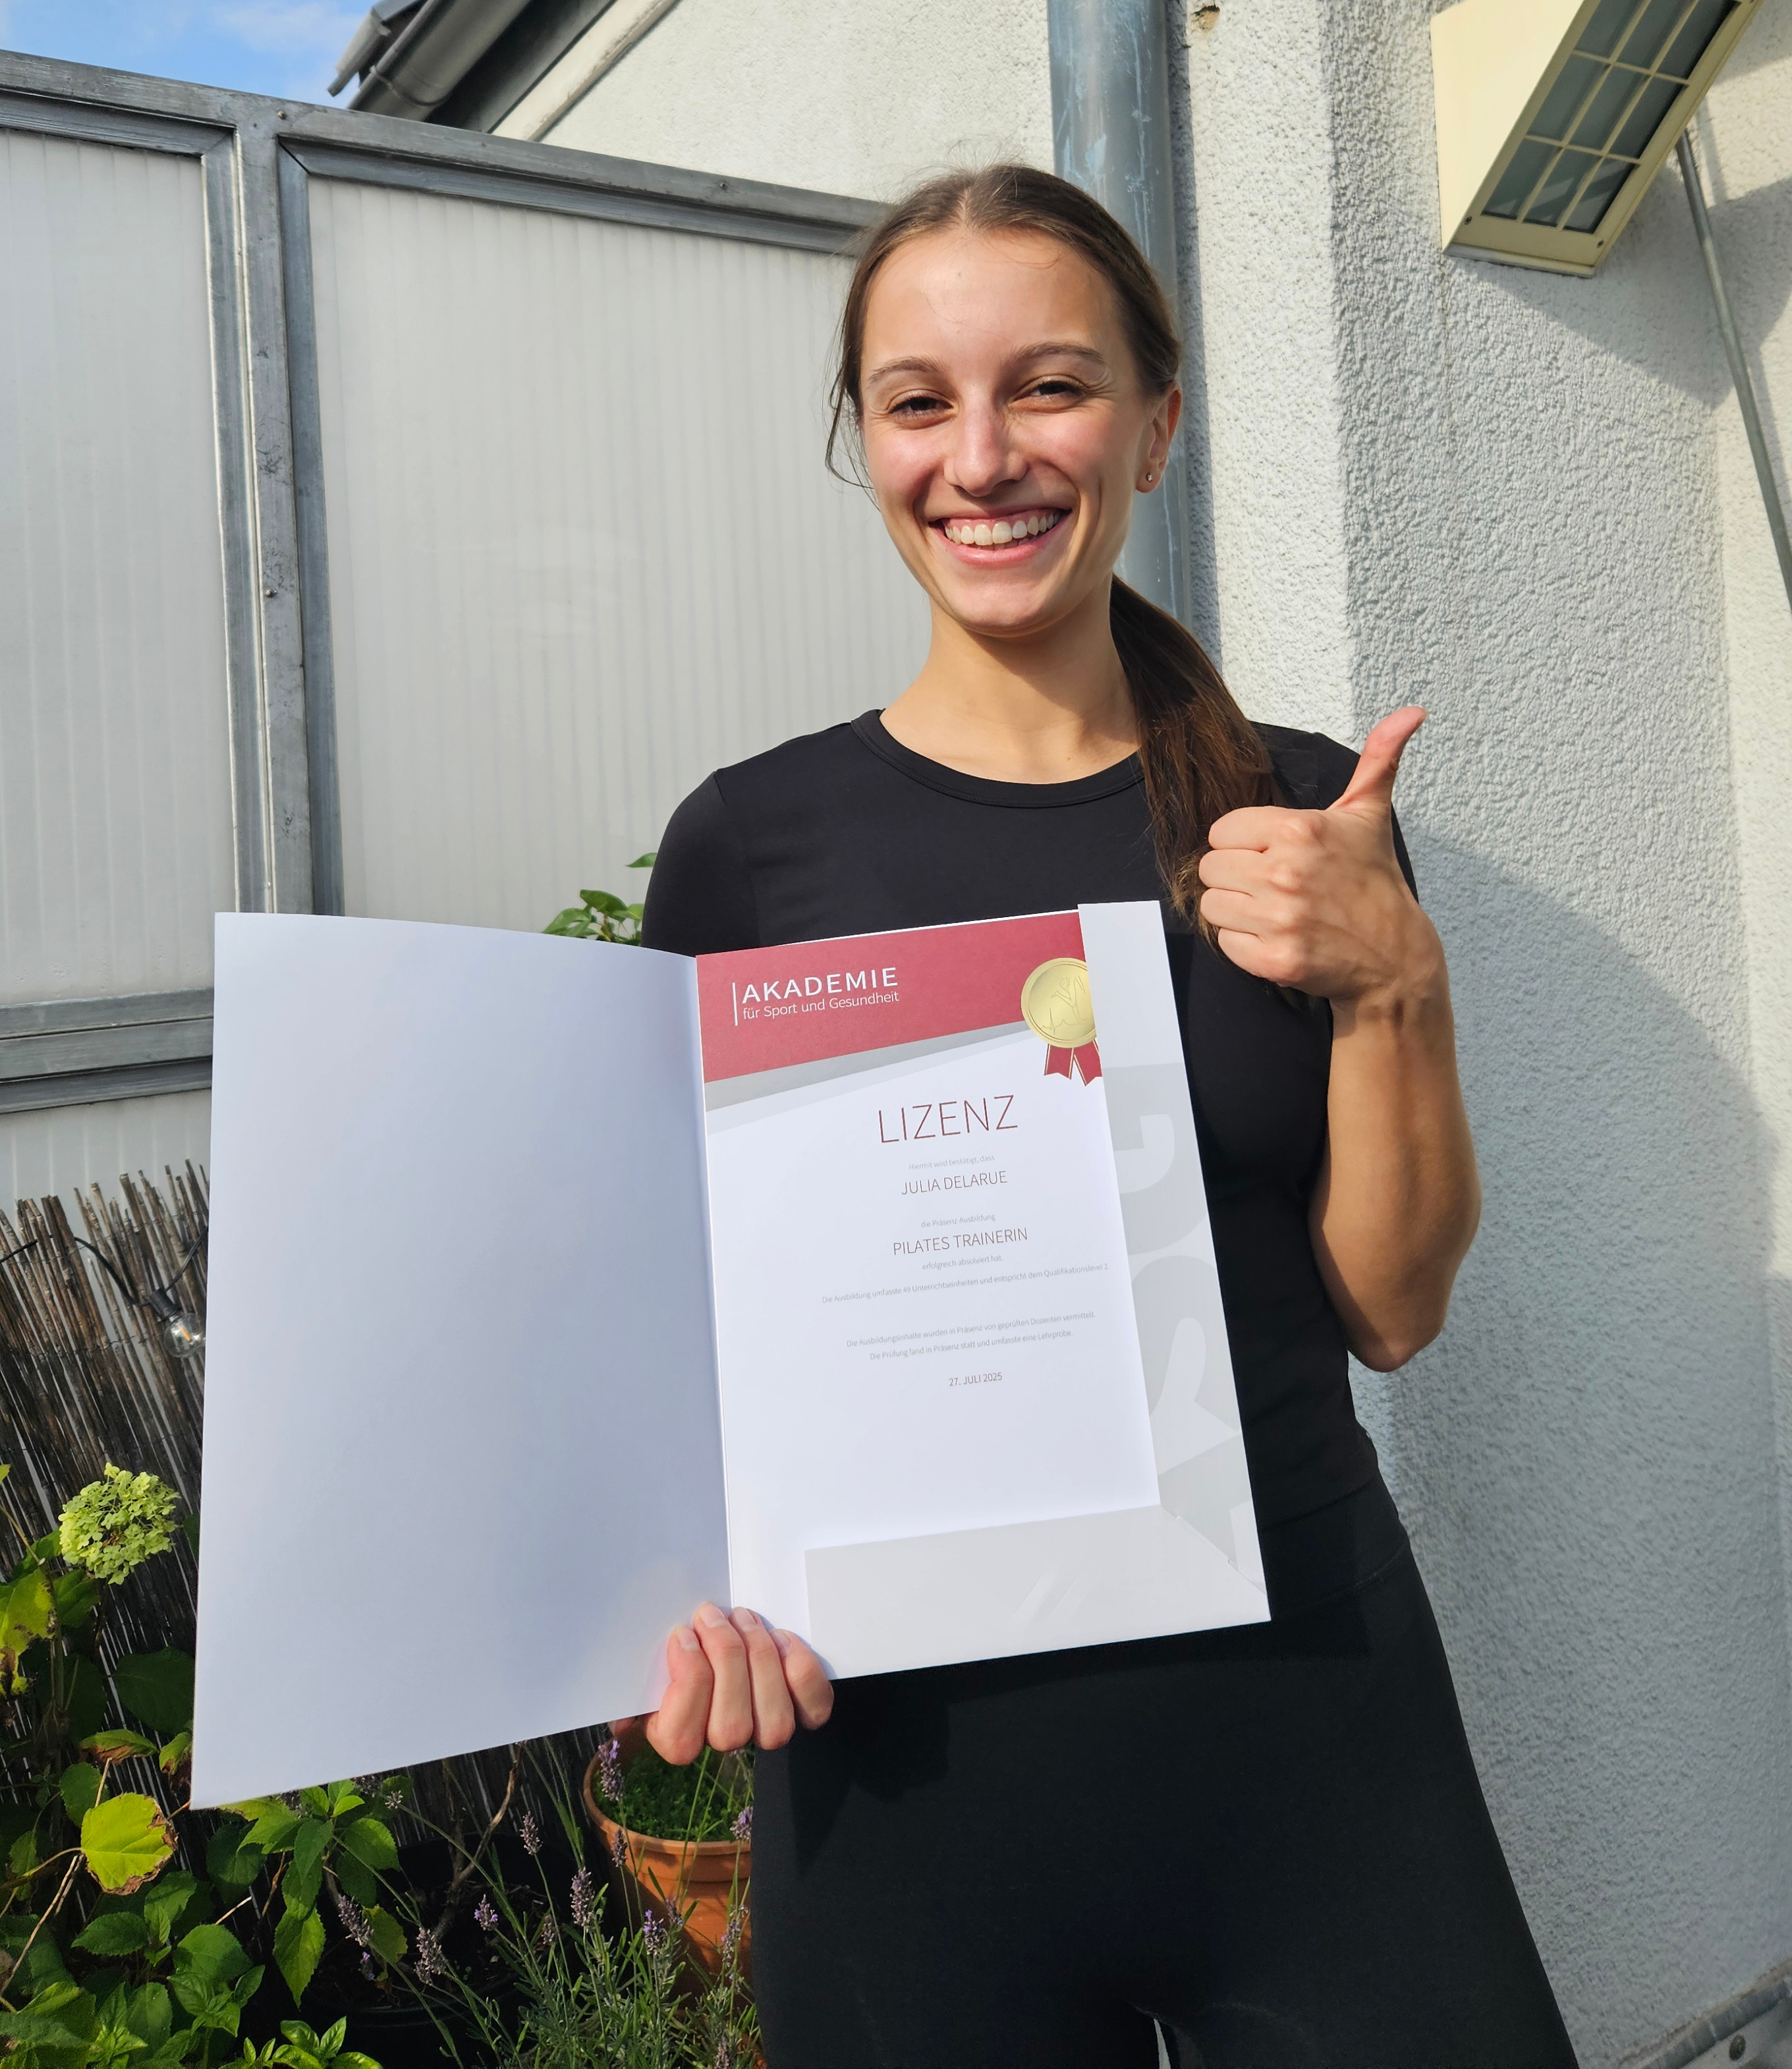 AKADEMIE
für Sport und Gesundheit
LIZENZ
Hiermit wird bestätigt, dass
JULIA DELARUE
die Präsenz-Ausbildung
PILATES TRAINERIN
erfolgreich absolviert hat.
Die Ausbildung umfasste Unterrichtseinheiten und entspricht dem Qualifikationslevel 2.
Die Ausbildungsinhalte wurden in Präsenz von geprüften Dozenten vermittelt.
Die Prüfung fand in Präsenz statt und umfasste eine Lehrprobe.
27. JULI 2025